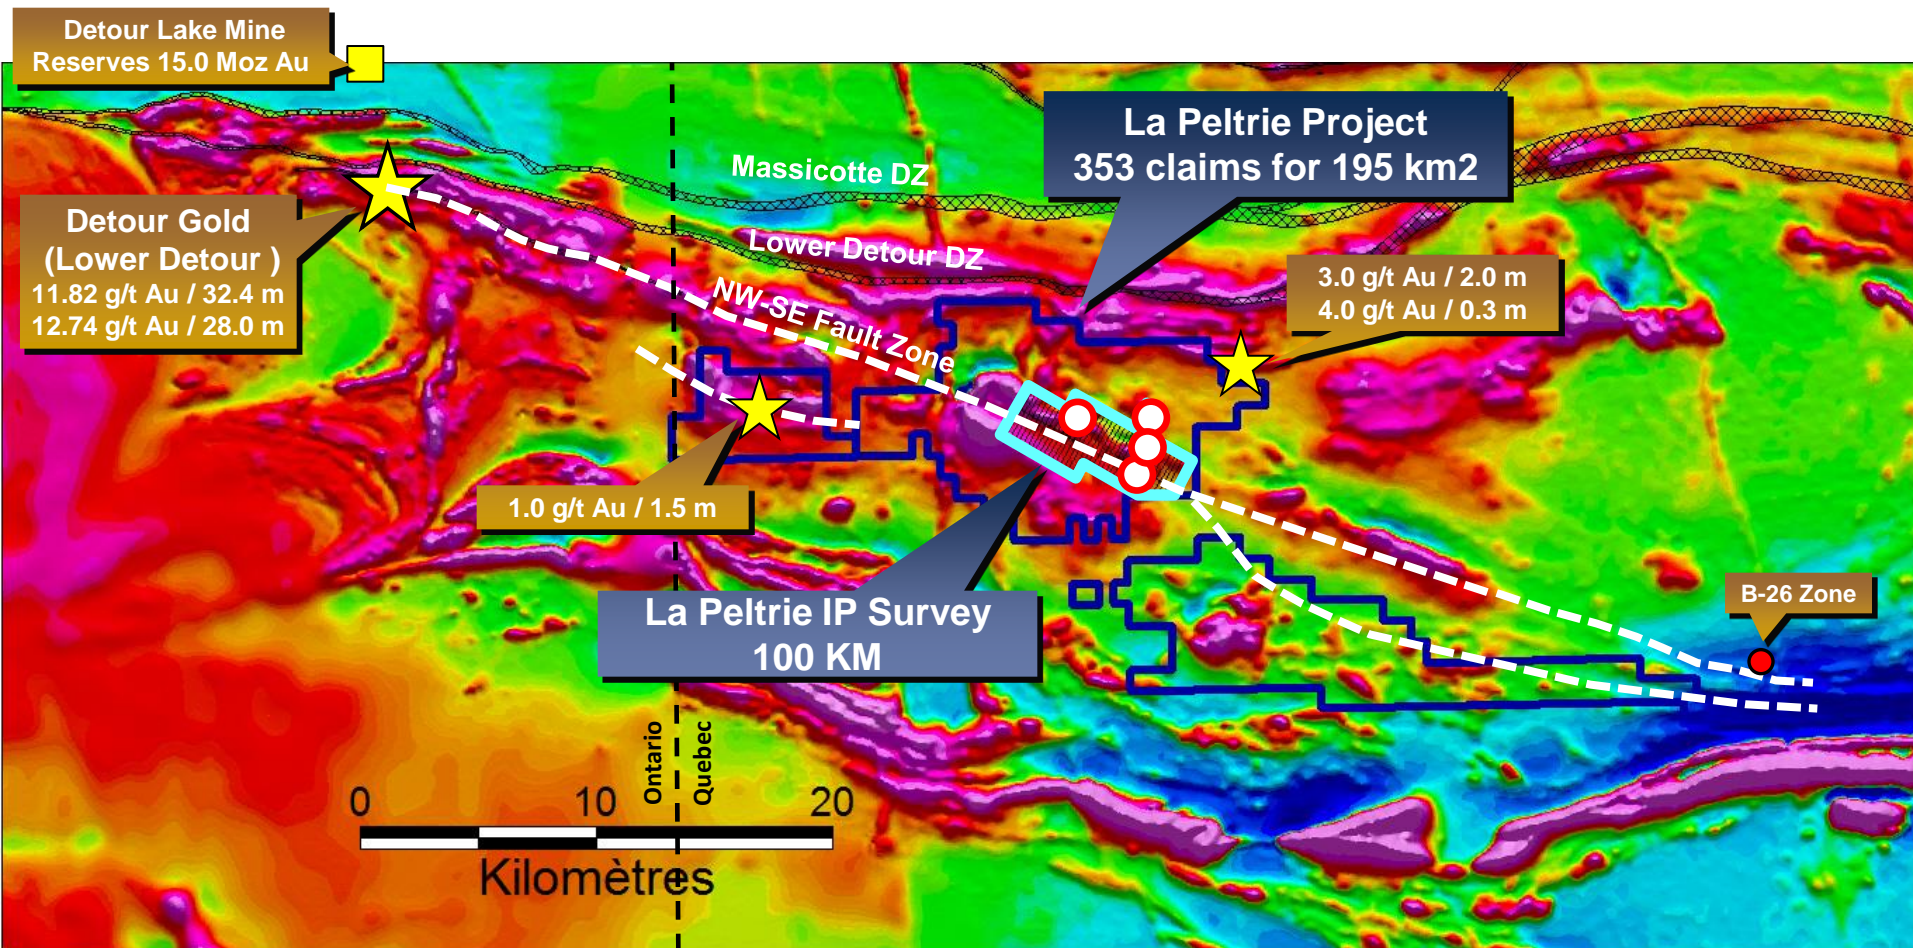 Detour Lake Mine
Reserves 15.0 Moz Au
La Peltrie Project
353 claims for 195 km2
Massicotte DZ
Detour Gold
(Lower Detour )
11.82 g/t Au / 32.4 m
12.74 g/t Au / 28.0 m
Lower Detour DZ
3.0 g/t Au / 2.0 m
4.0 g/t Au / 0.3 m
NW-SE Fault Zone
1.0 g/t Au / 1.5 m
La Peltrie IP Survey
100 KM
B-26 Zone
Ontario
Quebec
0 10 20
Kilomètres